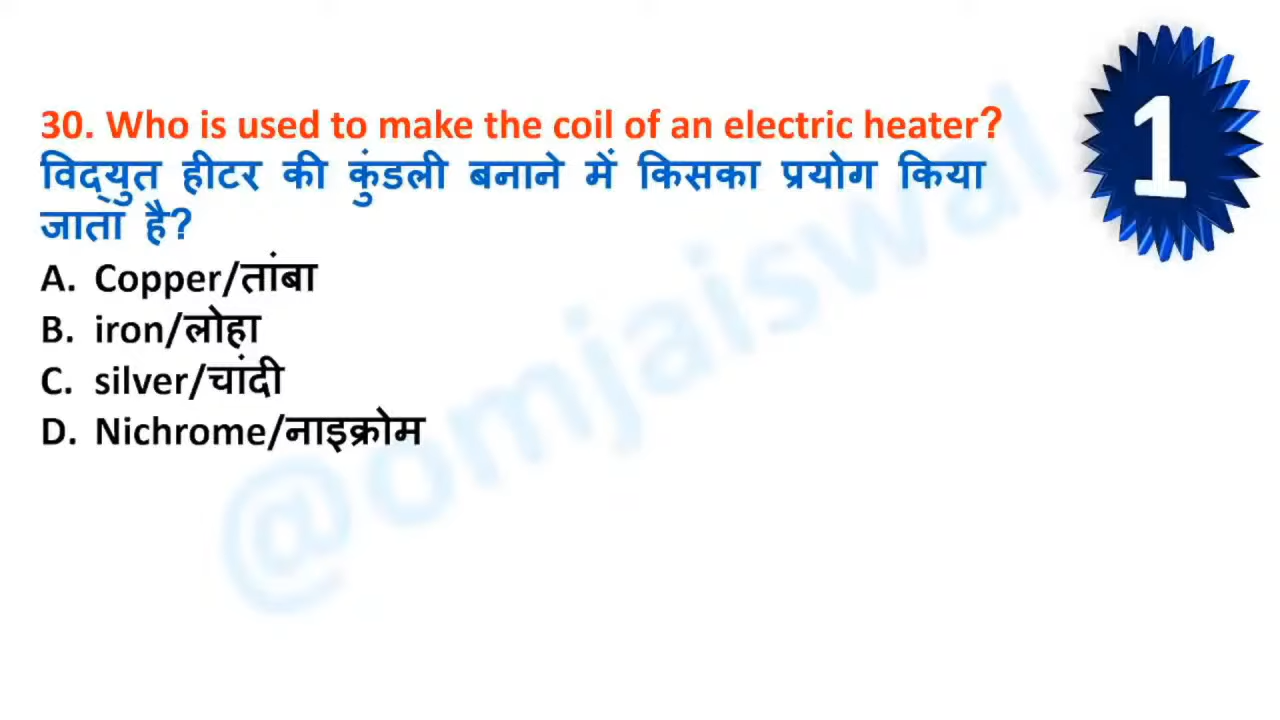 30. Who is used to make the coil of an electric heater?
विद्युत हीटर की कुंडली बनाने में किसका प्रयोग किया
जाता है?
A. Copper/तांबा
B. iron/लोहा
C. silver/चांदी
D. Nichrome/नाइक्रोम
1
@omjaiswal